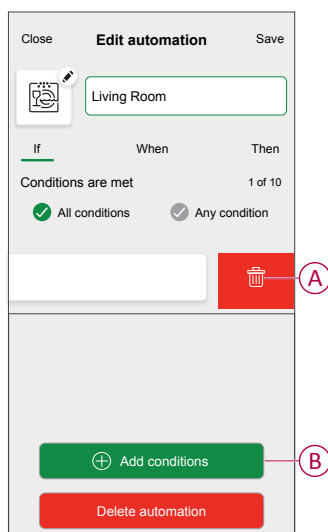 Close Edit automation Save
Living Room
If When Then
Conditions are met 1 of 10
All conditions Any condition
A
Add conditions B
Delete automation